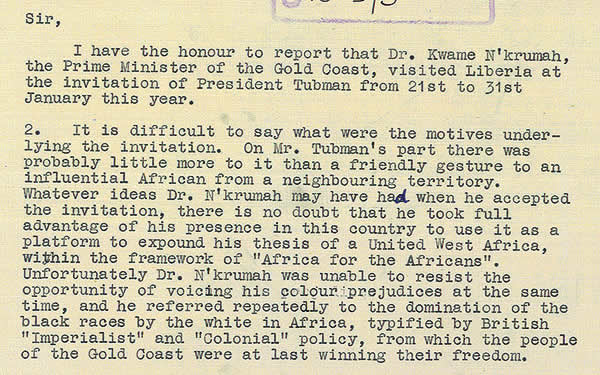 Sir,
I have the honour to report that Dr. Kwame N'krumah,
the Prime Minister of the Gold Coast, visited Liberia at
the invitation of President Tubman from 21st to 31st
January this year.
2. It is difficult to say what were the motives under-
lying the invitation. On Mr. Tubman's part there was
probably little more to it than a friendly gesture to an
influential African from a neighbouring territory.
Whatever ideas Dr. N'krumah may have had when he accepted
the invitation, there is no doubt that he took full
advantage of his presence in this country to use it as a
platform to expound his thesis of a United West Africa,
within the framework of "Africa for the Africans".
Unfortunately Dr. N'krumah was unable to resist the
opportunity of voicing his colour prejudices at the same
time, and he referred repeatedly to the domination of the
black races by the white in Africa, typified by British
"Imperialist" and "Colonial" policy, from which the people
of the Gold Coast were at last winning their freedom.